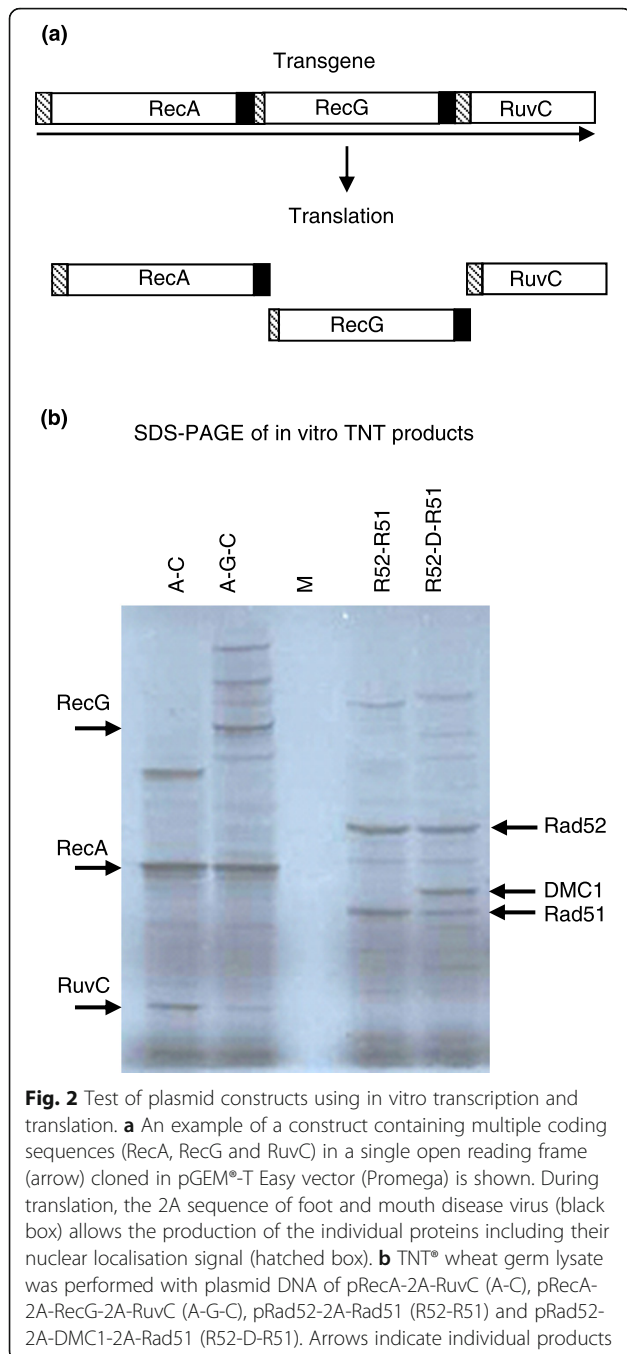 (a)
Transgene
RecA RecG RuvC
Translation
RecA RuvC
RecG
(b)
SDS-PAGE of in vitro TNT products
A-C A-G-C M R52-R51 R52-D-R51
RecG
Rad52
RecA
DMC1
Rad51
RuvC
Fig. 2 Test of plasmid constructs using in vitro transcription and
translation. a An example of a construct containing multiple coding
sequences (RecA, RecG and RuvC) in a single open reading frame
(arrow) cloned in pGEM®-T Easy vector (Promega) is shown. During
translation, the 2A sequence of foot and mouth disease virus (black
box) allows the production of the individual proteins including their
nuclear localisation signal (hatched box). b TNT® wheat germ lysate
was performed with plasmid DNA of pRecA-2A-RuvC (A-C), pRecA-
2A-RecG-2A-RuvC (A-G-C), pRad52-2A-Rad51 (R52-R51) and pRad52-
2A-DMC1-2A-Rad51 (R52-D-R51). Arrows indicate individual products